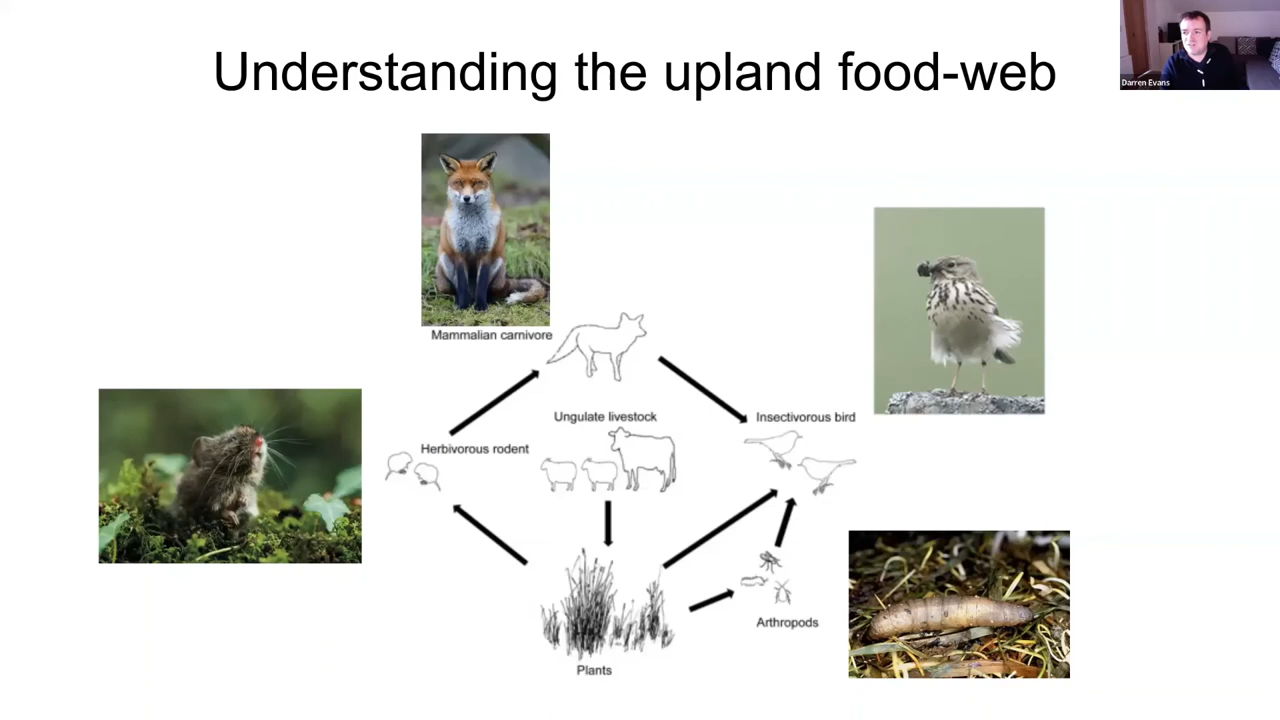 Understanding the upland food-web
Darren Evans
Mammalian carnivore
Ungulate livestock
Insectivorous bird
Herbivorous rodent
Arthropods
Plants